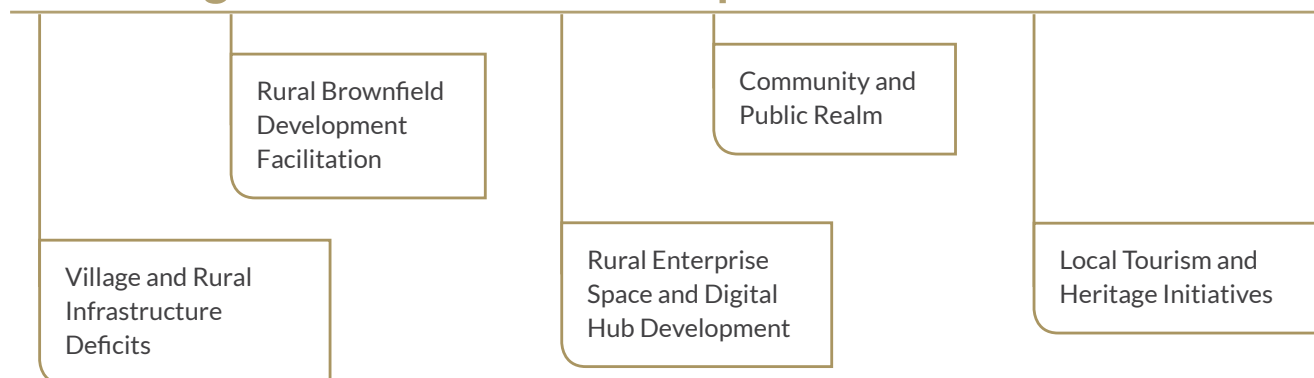 Village and Rural
Infrastructure
Deficits
Rural Brownfield
Development
Facilitation
Rural Enterprise
Space and Digital
Hub Development
Community and
Public Realm
Local Tourism and
Heritage Initiatives